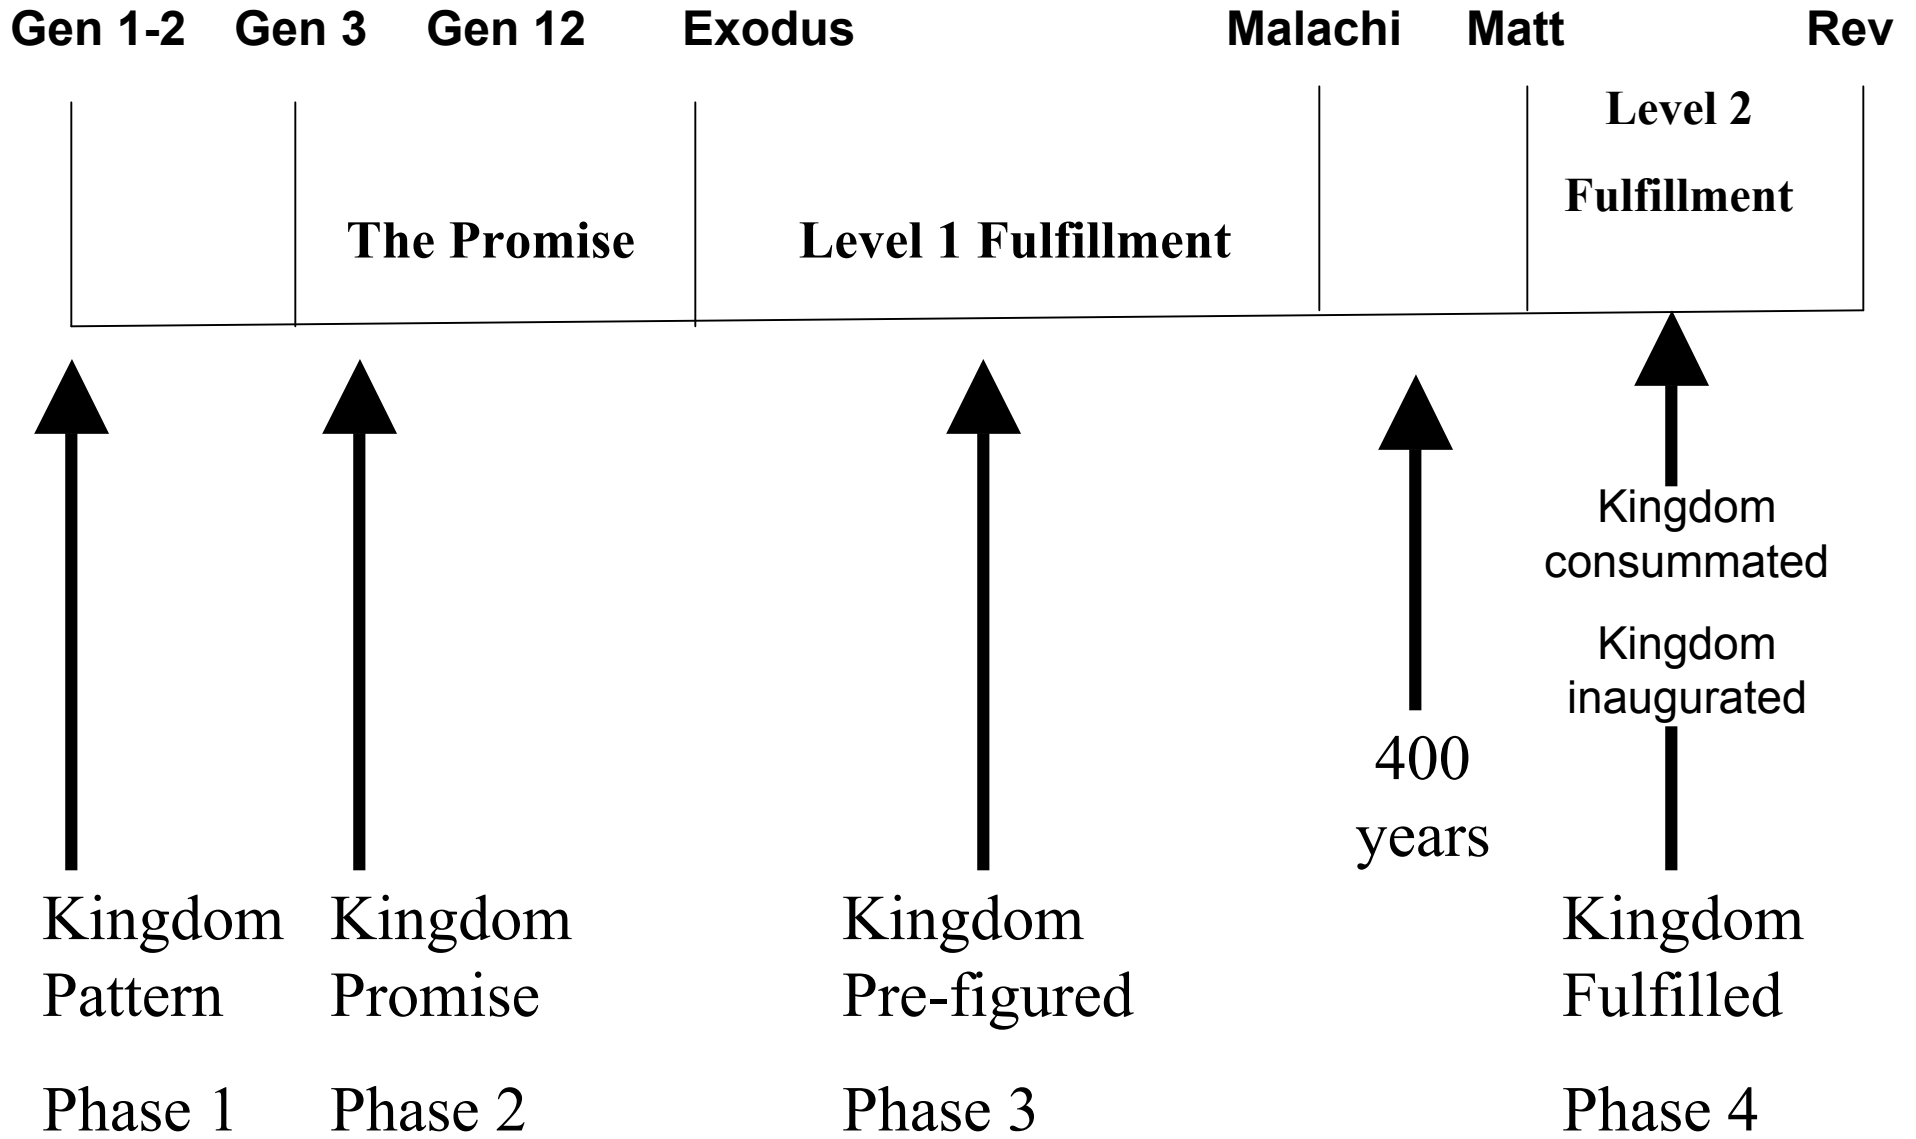 Gen 1-2 Gen 3 Gen 12 Exodus Malachi Matt Rev
Level 2
Fulfillment
The Promise Level 1 Fulfillment
Kingdom
consummated
Kingdom
inaugurated
400
years
Kingdom Kingdom Kingdom Kingdom
Pattern Promise Pre-figured Fulfilled
Phase 1 Phase 2 Phase 3 Phase 4